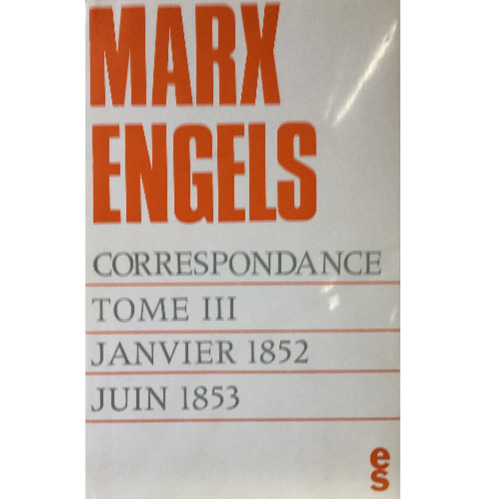 MARX
ENGELS
CORRESPONDANCE
TOME III
JANVIER 1852
JUIN 1853
es